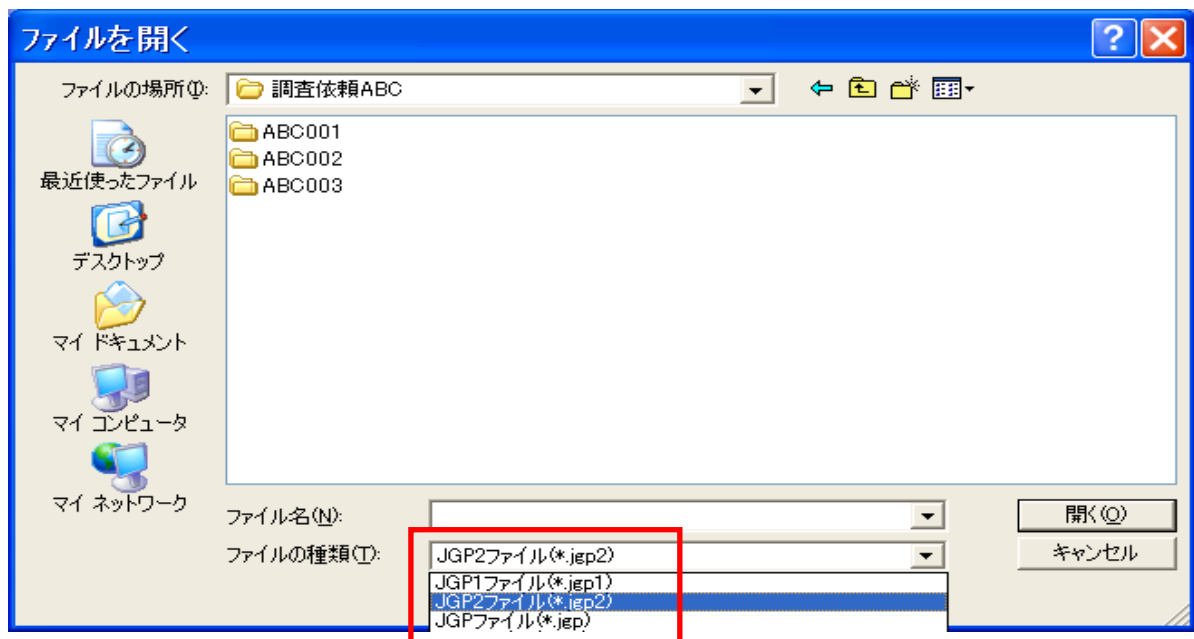 ファイルを開く
ファイルの場所(I):
調査依頼ABC
ABC001
ABC002
ABC003
最近使ったファイル
デスクトップ
マイ ドキュメント
マイ コンピュータ
マイ ネットワーク
ファイル名(N):
開く(O)
ファイルの種類(T):
JGP2ファイル(*.jgp2)
キャンセル
JGP1ファイル(*.jgp1)
JGP2ファイル(*.jgp2)
JGPファイル(*.jgp)